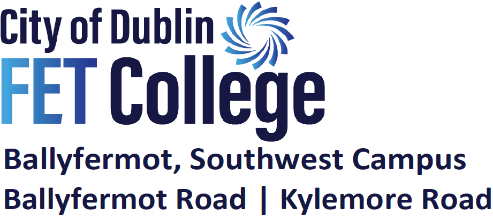 City of Dublin
FET College
Ballyfermot, Southwest Campus
Ballyfermot Road | Kylemore Road